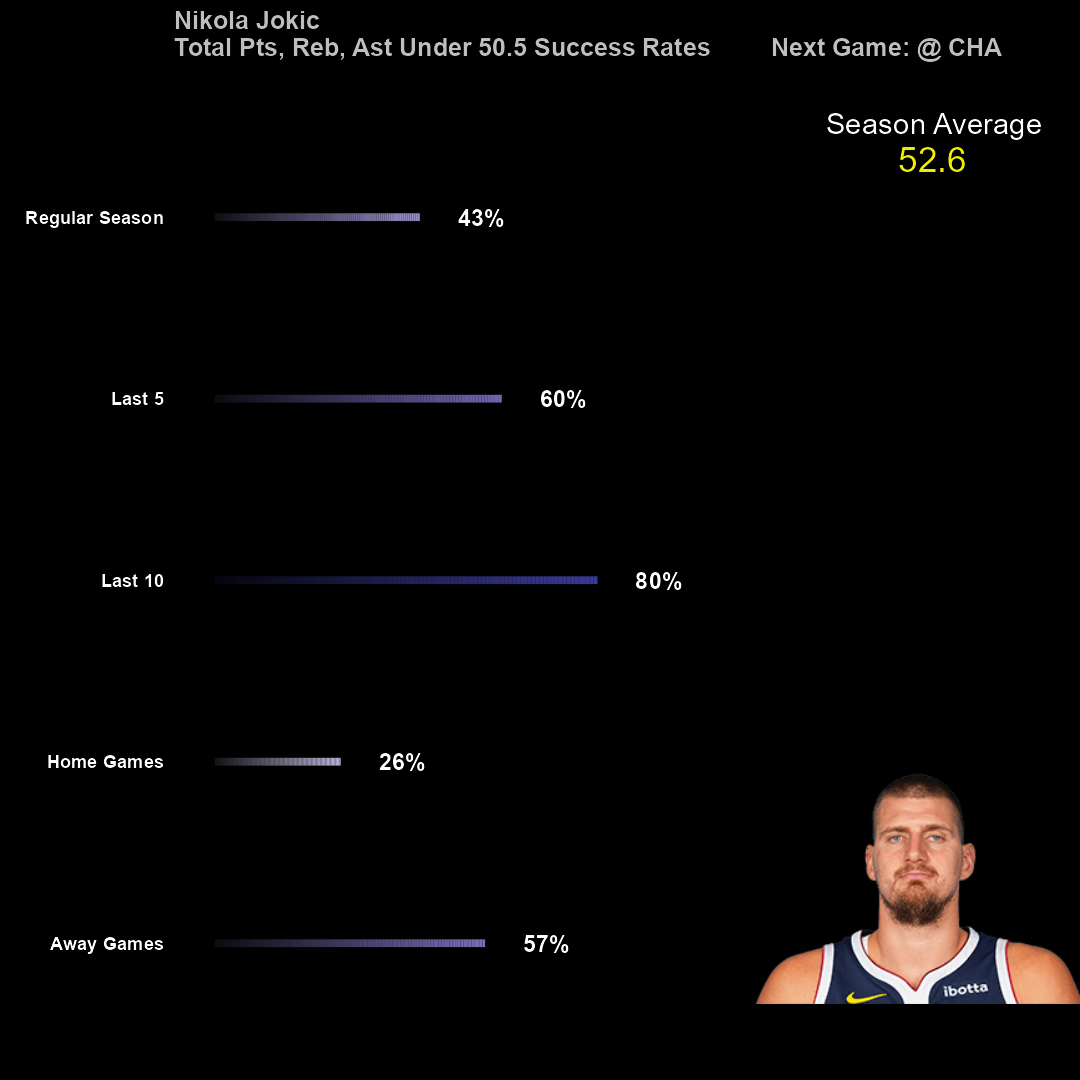 Nikola Jokic
Total Pts, Reb, Ast Under 50.5 Success Rates
Next Game: @ CHA
Season Average
52.6
Regular Season
43%
Last 5
60%
Last 10
80%
Home Games
26%
Away Games
57%
ibotta